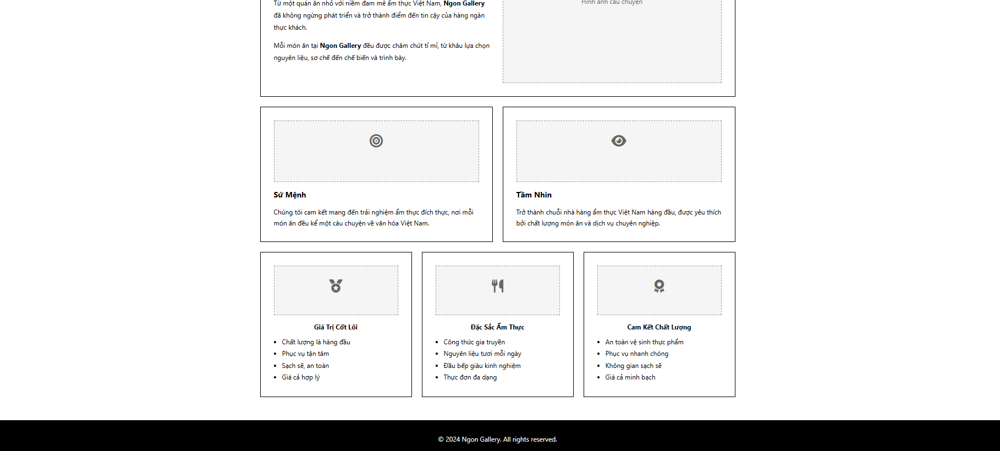 Từ một quán ăn nhỏ với niềm đam mê ẩm thực Việt Nam, Ngon Gallery
đã không ngừng phát triển và trở thành điểm đến tin cậy của hàng ngàn
thực khách.
Mỗi món ăn tại Ngon Gallery đều được chăm chút tỉ mỉ, từ khâu lựa chọn
nguyên liệu, sơ chế đến chế biến và trình bày.
Hình ảnh câu chuyện
Sứ Mệnh
Chúng tôi cam kết mang đến trải nghiệm ẩm thực đích thực, nơi mỗi
món ăn đều kể một câu chuyện về văn hóa Việt Nam.
Tầm Nhìn
Trở thành chuỗi nhà hàng ẩm thực Việt Nam hàng đầu, được yêu thích
bởi chất lượng món ăn và dịch vụ chuyên nghiệp.
Giá Trị Cốt Lõi
• Chất lượng là hàng đầu
• Phục vụ tận tâm
• Sạch sẽ, an toàn
• Giá cả hợp lý
Đặc Sắc Ẩm Thực
• Công thức gia truyền
• Nguyên liệu tươi mỗi ngày
• Đầu bếp giàu kinh nghiệm
• Thực đơn đa dạng
Cam Kết Chất Lượng
• An toàn vệ sinh thực phẩm
• Phục vụ nhanh chóng
• Không gian sạch sẽ
• Giá cả minh bạch
© 2024 Ngon Gallery. All rights reserved.